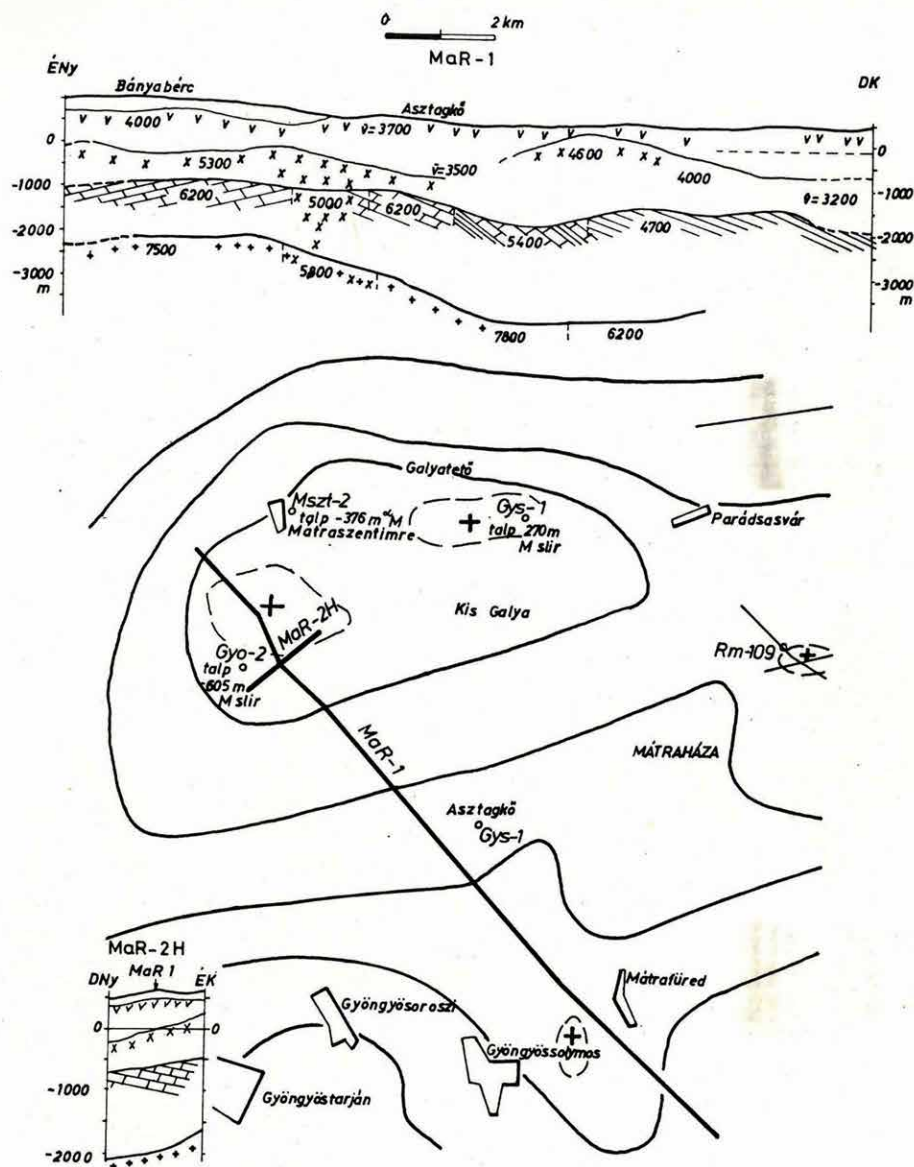 0 2 km
MaR-1
ÉNy DK
Bányabérc Asztagkő
4000 v̄=3700
0 5300 v̄=3500 4600 4000 0
-1000 6200 5000 6200 v̄=3200 -1000
-2000 5400 4700 -2000
-3000 7500 5800 -3000
m 7800 6200 m
Galyatető
Mszt-2 Gys-1 Parádsasvár
talp -376 m M talp 270m
Mátraszentimre M slir
Kis Galya
MaR-2H
Gyo-2 Rm-109
talp
-605 m
M slir
MaR-1
MÁTRAHÁZA
Asztagkő
Gys-1
MaR-2H
DNy MaR 1 ÉK
Mátrafüred
Gyöngyösoroszi
0 0
Gyöngyössolymos
-1000
Gyöngyöstarján
-2000